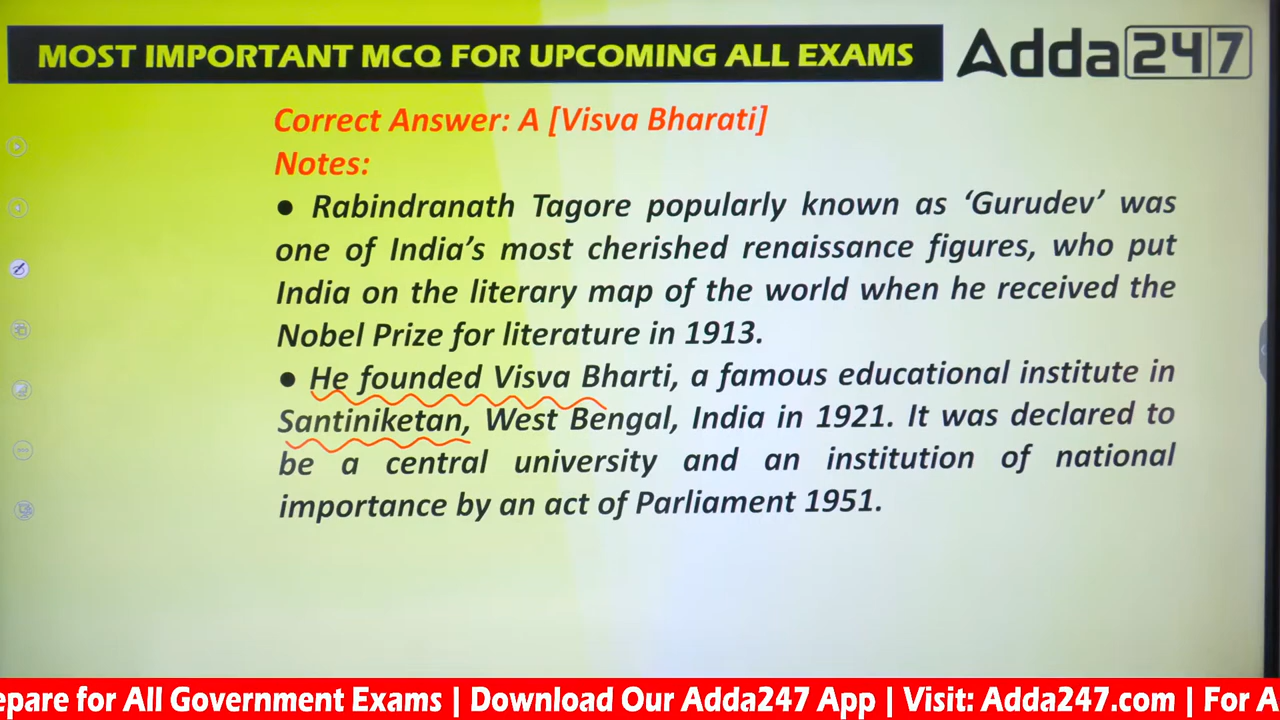 MOST IMPORTANT MCQ FOR UPCOMING ALL EXAMS
Adda247
Correct Answer: A [Visva Bharati]
Notes:
● Rabindranath Tagore popularly known as ‘Gurudev’ was
one of India’s most cherished renaissance figures, who put
India on the literary map of the world when he received the
Nobel Prize for literature in 1913.
● He founded Visva Bharti, a famous educational institute in
Santiniketan, West Bengal, India in 1921. It was declared to
be a central university and an institution of national
importance by an act of Parliament 1951.
epare for All Government Exams | Download Our Adda247 App | Visit: Adda247.com | For A